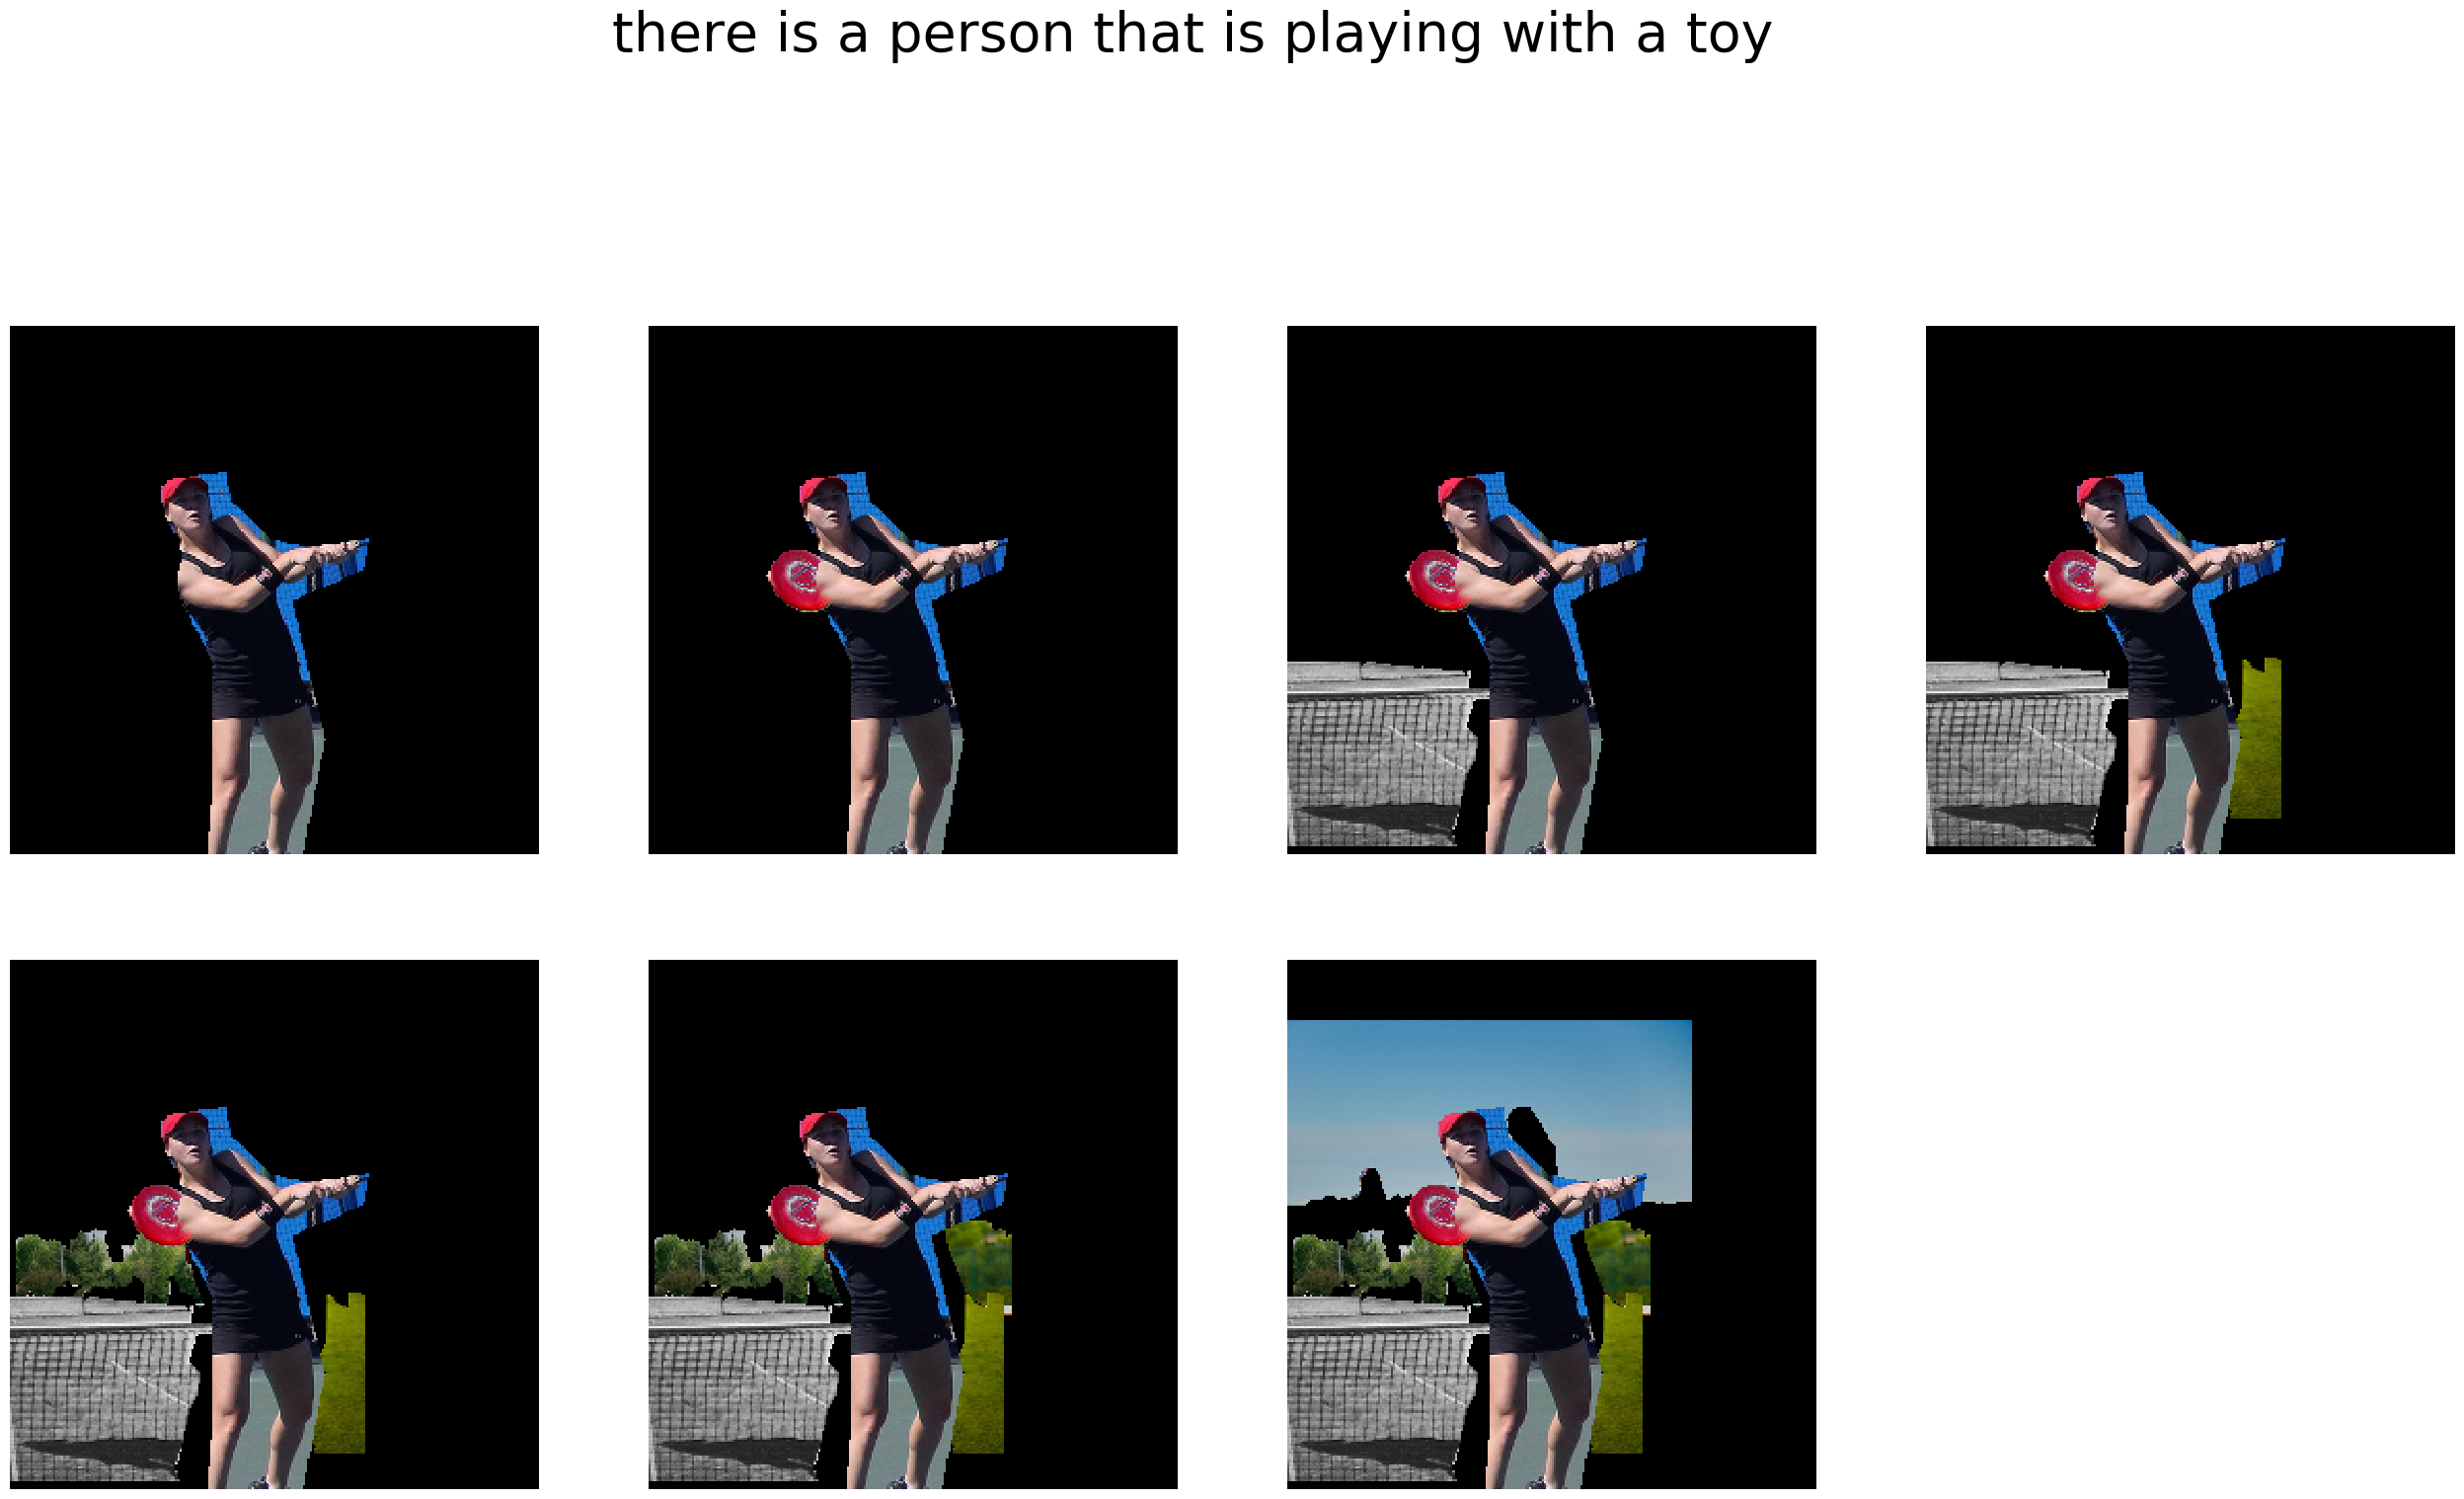 there is a person that is playing with a toy